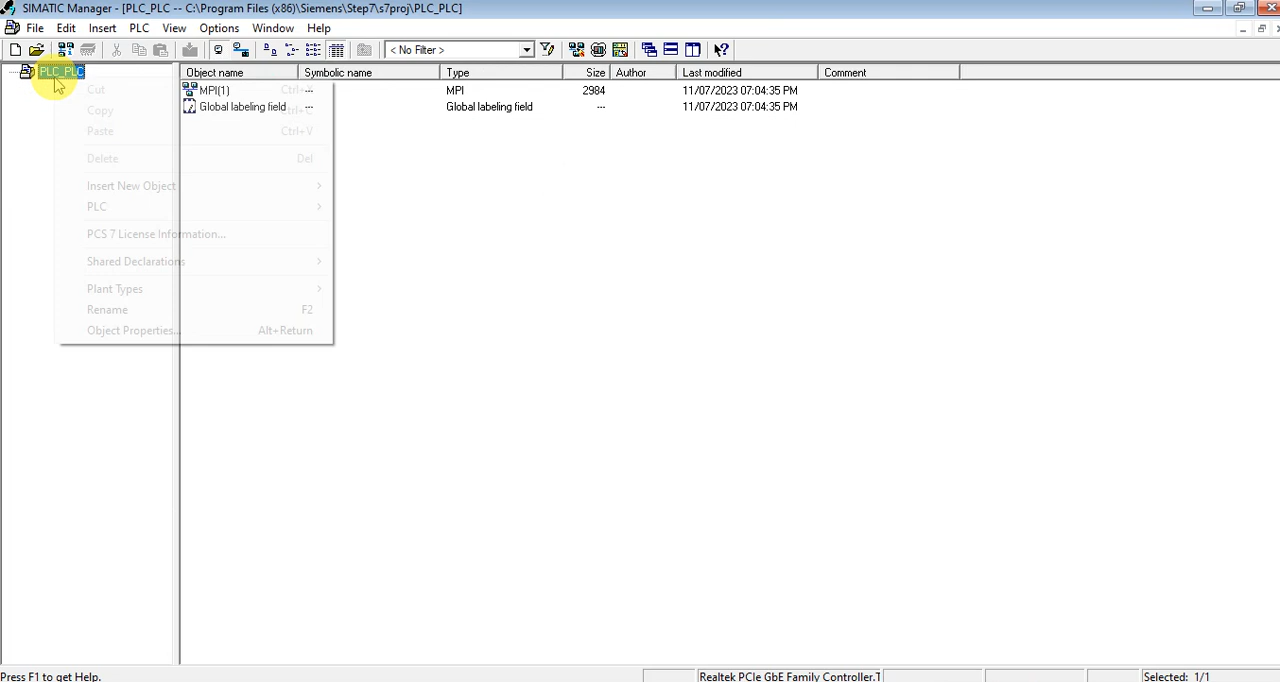 SIMATIC Manager - [PLC_PLC -- C:\Program Files (x86)\Siemens\Step7\s7proj\PLC_PLC]
File Edit Insert PLC View Options Window Help
< No Filter >
PLC_PLC
Object name Symbolic name Type Size Author Last modified Comment
MPI(1) --- MPI 2984 11/07/2023 07:04:35 PM
Global labeling field --- Global labeling field --- 11/07/2023 07:04:35 PM
Cut
Copy
Paste Ctrl+V
Delete Del
Insert New Object
PLC
PCS 7 License Information...
Shared Declarations
Plant Types
Rename F2
Object Properties... Alt+Return
Press F1 to get Help. Realtek PCIe GbE Family Controller.T Selected: 1/1